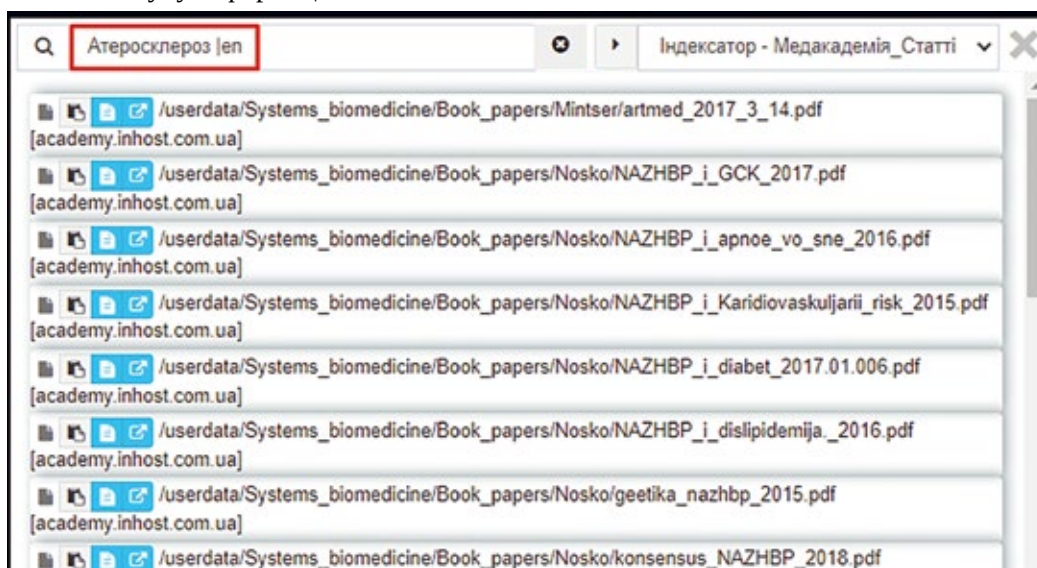 Атеросклероз |en
Індексатор - Медакадемія_Статті
/userdata/Systems_biomedicine/Book_papers/Mintser/artmed_2017_3_14.pdf
[academy.inhost.com.ua]
/userdata/Systems_biomedicine/Book_papers/Nosko/NAZHBP_i_GCK_2017.pdf
[academy.inhost.com.ua]
/userdata/Systems_biomedicine/Book_papers/Nosko/NAZHBP_i_apnoe_vo_sne_2016.pdf
[academy.inhost.com.ua]
/userdata/Systems_biomedicine/Book_papers/Nosko/NAZHBP_i_Karidiovaskuljarii_risk_2015.pdf
[academy.inhost.com.ua]
/userdata/Systems_biomedicine/Book_papers/Nosko/NAZHBP_i_diabet_2017.01.006.pdf
[academy.inhost.com.ua]
/userdata/Systems_biomedicine/Book_papers/Nosko/NAZHBP_i_dislipidemija._2016.pdf
[academy.inhost.com.ua]
/userdata/Systems_biomedicine/Book_papers/Nosko/geetika_nazhbp_2015.pdf
[academy.inhost.com.ua]
/userdata/Systems_biomedicine/Book_papers/Nosko/konsensus_NAZHBP_2018.pdf